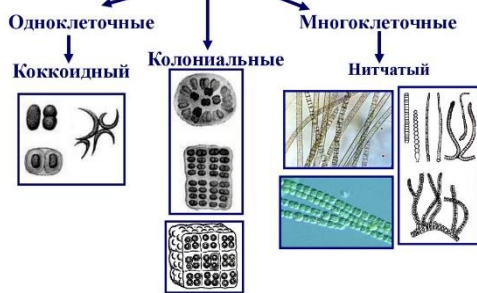 Одноклеточные
Многоклеточные
Колониальные
Коккоидный
Нитчатый